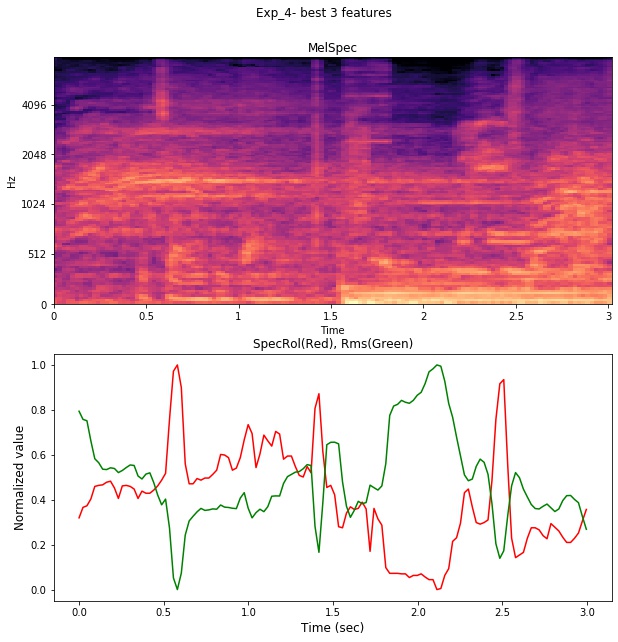 Exp_4- best 3 features
MelSpec
Hz
4096
2048
1024
512
0
0 0.5 1 1.5 2 2.5 3
Time
SpecRol(Red), Rms(Green)
Normalized value
1.0
0.8
0.6
0.4
0.2
0.0
0.0 0.5 1.0 1.5 2.0 2.5 3.0
Time (sec)